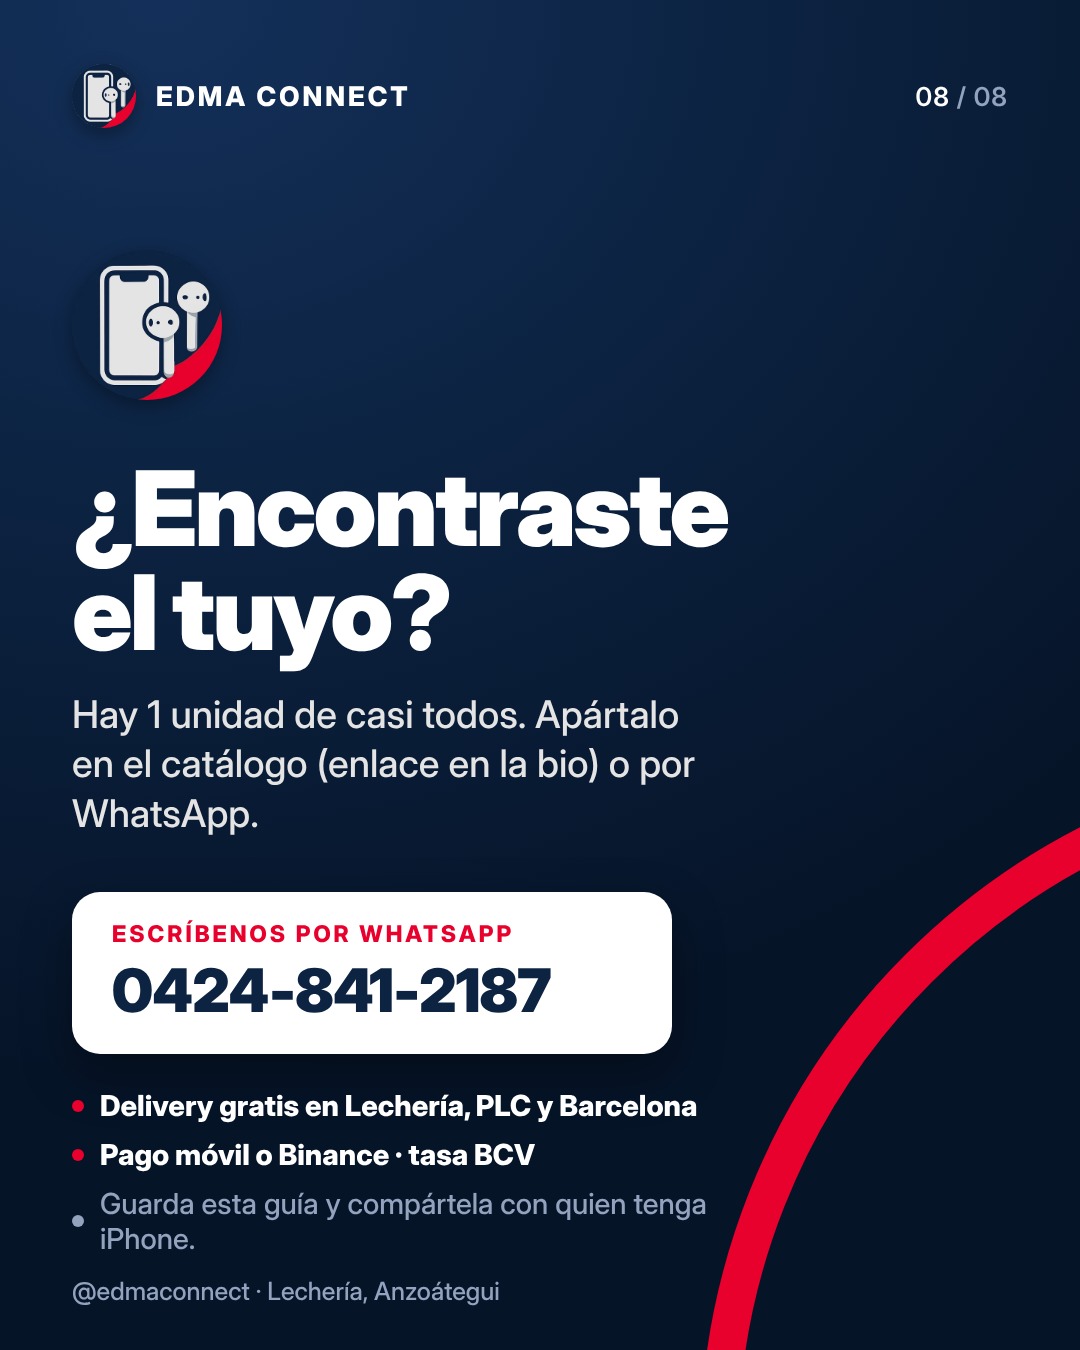 EDMA CONNECT
08 / 08
¿Encontraste
el tuyo?
Hay 1 unidad de casi todos. Apártalo
en el catálogo (enlace en la bio) o por
WhatsApp.
ESCRÍBENOS POR WHATSAPP
0424-841-2187
Delivery gratis en Lechería, PLC y Barcelona
Pago móvil o Binance · tasa BCV
Guarda esta guía y compártela con quien tenga
iPhone.
@edmaconnect · Lechería, Anzoátegui